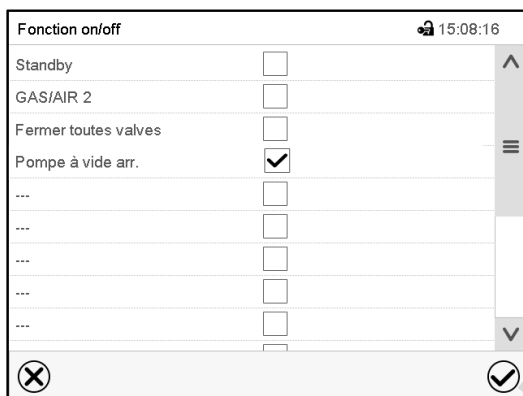 Fonction on/off 15:08:16
Standby
GAS/AIR 2
Fermer toutes valves
Pompe à vide arr.
---
---
---
---
---